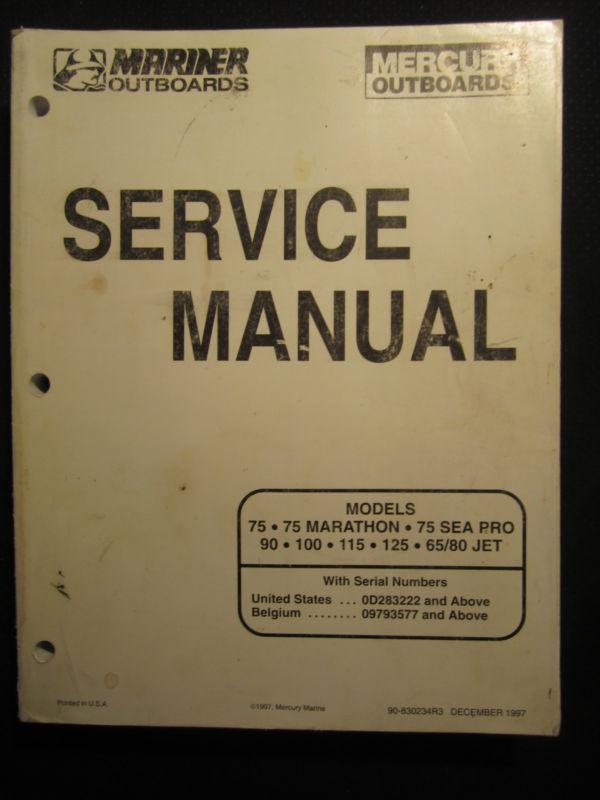 MARINER
OUTBOARDS
MERCURY
OUTBOARDS
SERVICE
MANUAL
MODELS
75 • 75 MARATHON • 75 SEA PRO
90 • 100 • 115 • 125 • 65/80 JET
With Serial Numbers
United States ... 0D283222 and Above
Belgium ........ 09793577 and Above
Printed in U.S.A.
©1997, Mercury Marine
90-830234R3 DECEMBER 1997